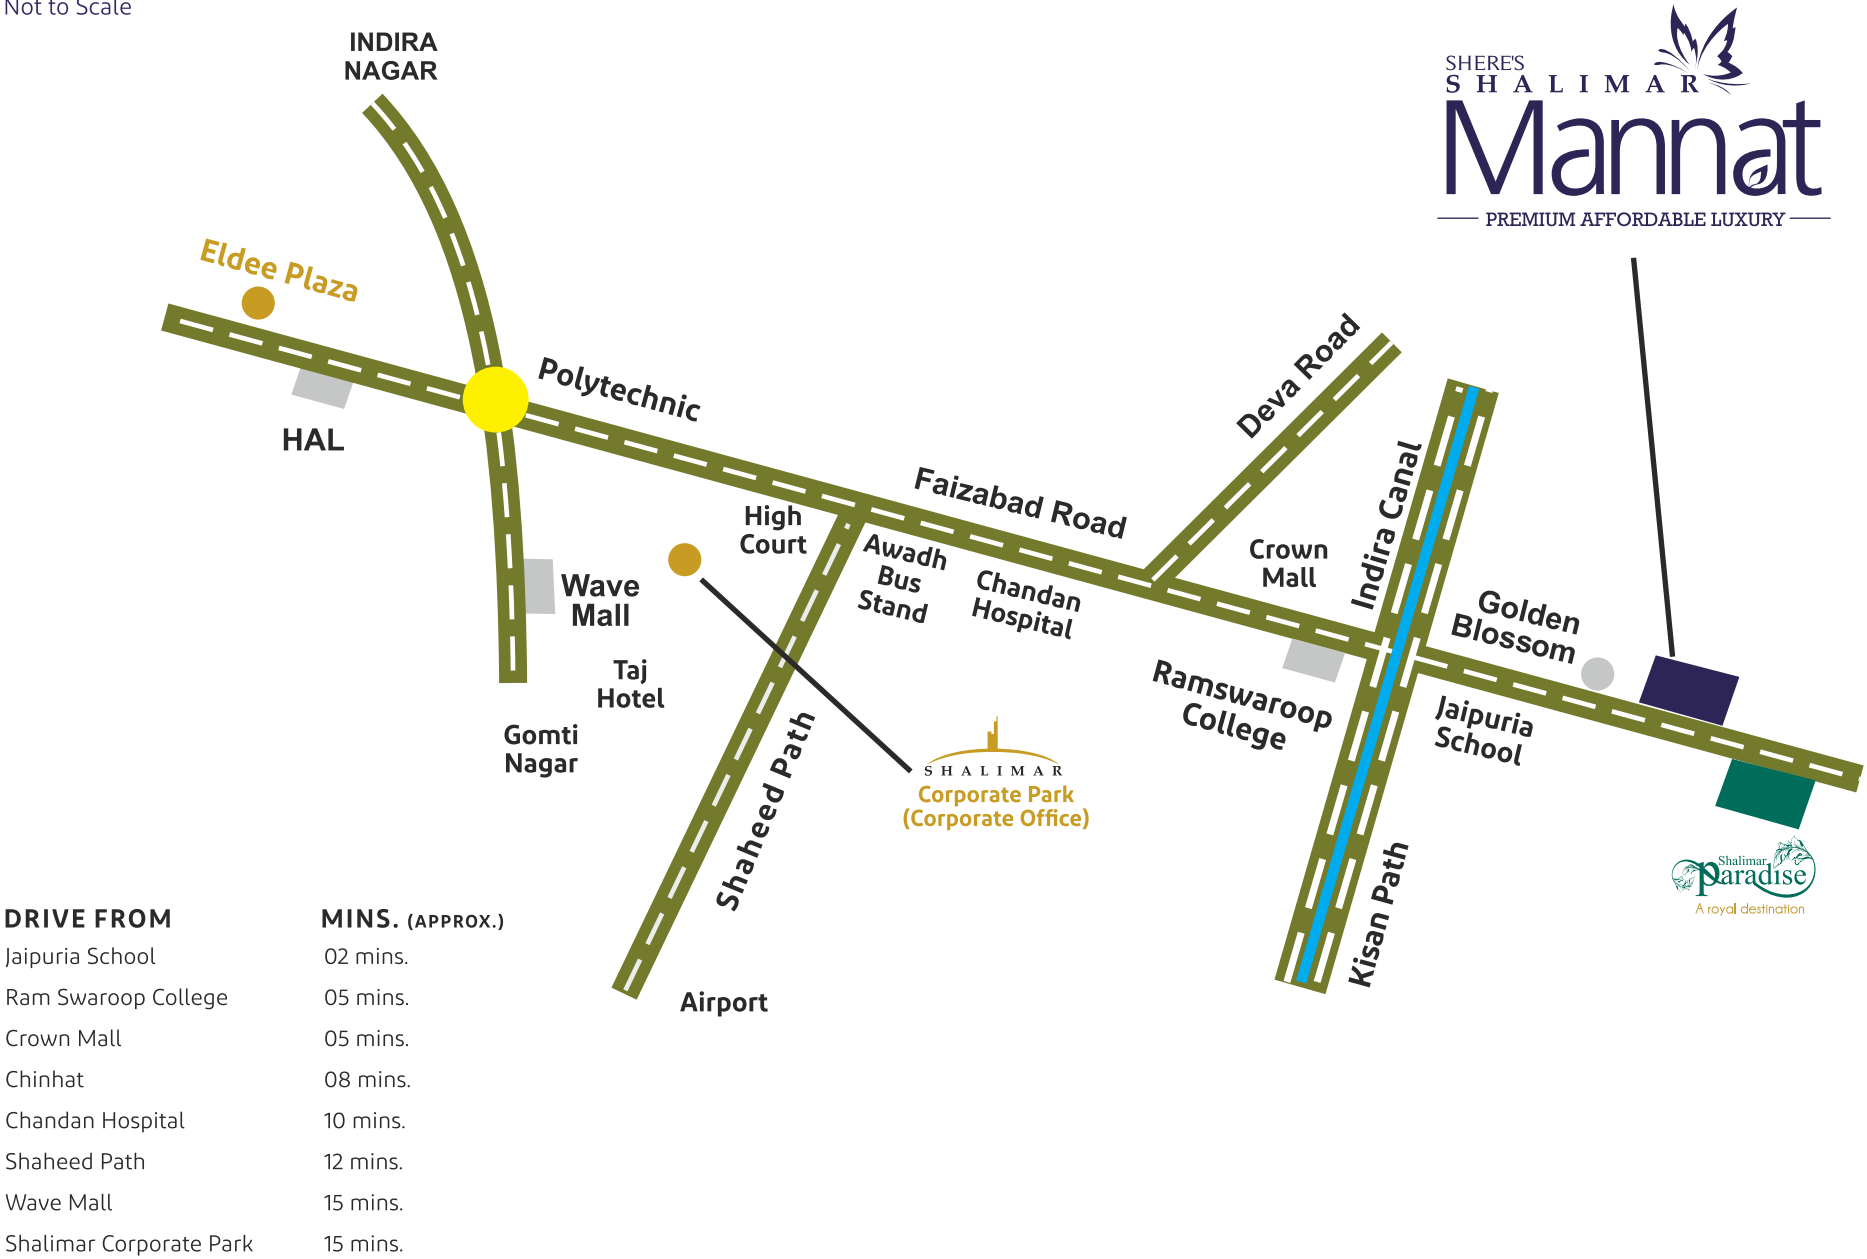 Not to Scale
INDIRA
NAGAR
SHERE'S
SHALIMAR
Mannat
PREMIUM AFFORDABLE LUXURY
Eldee Plaza
HAL
Polytechnic
Deva Road
Faizabad Road
High
Court
Awadh
Bus
Stand
Chandan
Hospital
Crown
Mall
Indira Canal
Golden
Blossom
Wave
Mall
Taj
Hotel
Gomti
Nagar
Ramswaroop
College
Jaipuria
School
Shaheed Path
SHALIMAR
Corporate Park
(Corporate Office)
Kisan Path
Shalimar
Paradise
A royal destination
Airport
DRIVE FROM MINS. (APPROX.)
Jaipuria School 02 mins.
Ram Swaroop College 05 mins.
Crown Mall 05 mins.
Chinhat 08 mins.
Chandan Hospital 10 mins.
Shaheed Path 12 mins.
Wave Mall 15 mins.
Shalimar Corporate Park 15 mins.